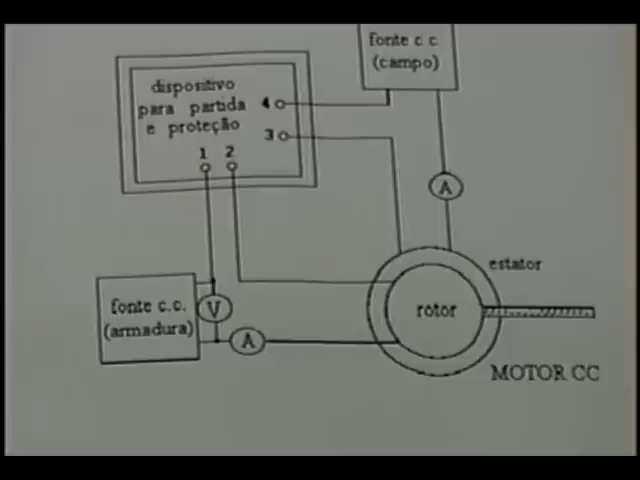 fonte c c
(campo)
dispositivo
para partida
e proteção
4
3
1
2
A
estator
fonte c.c.
(armadura)
V
A
rotor
MOTOR CC